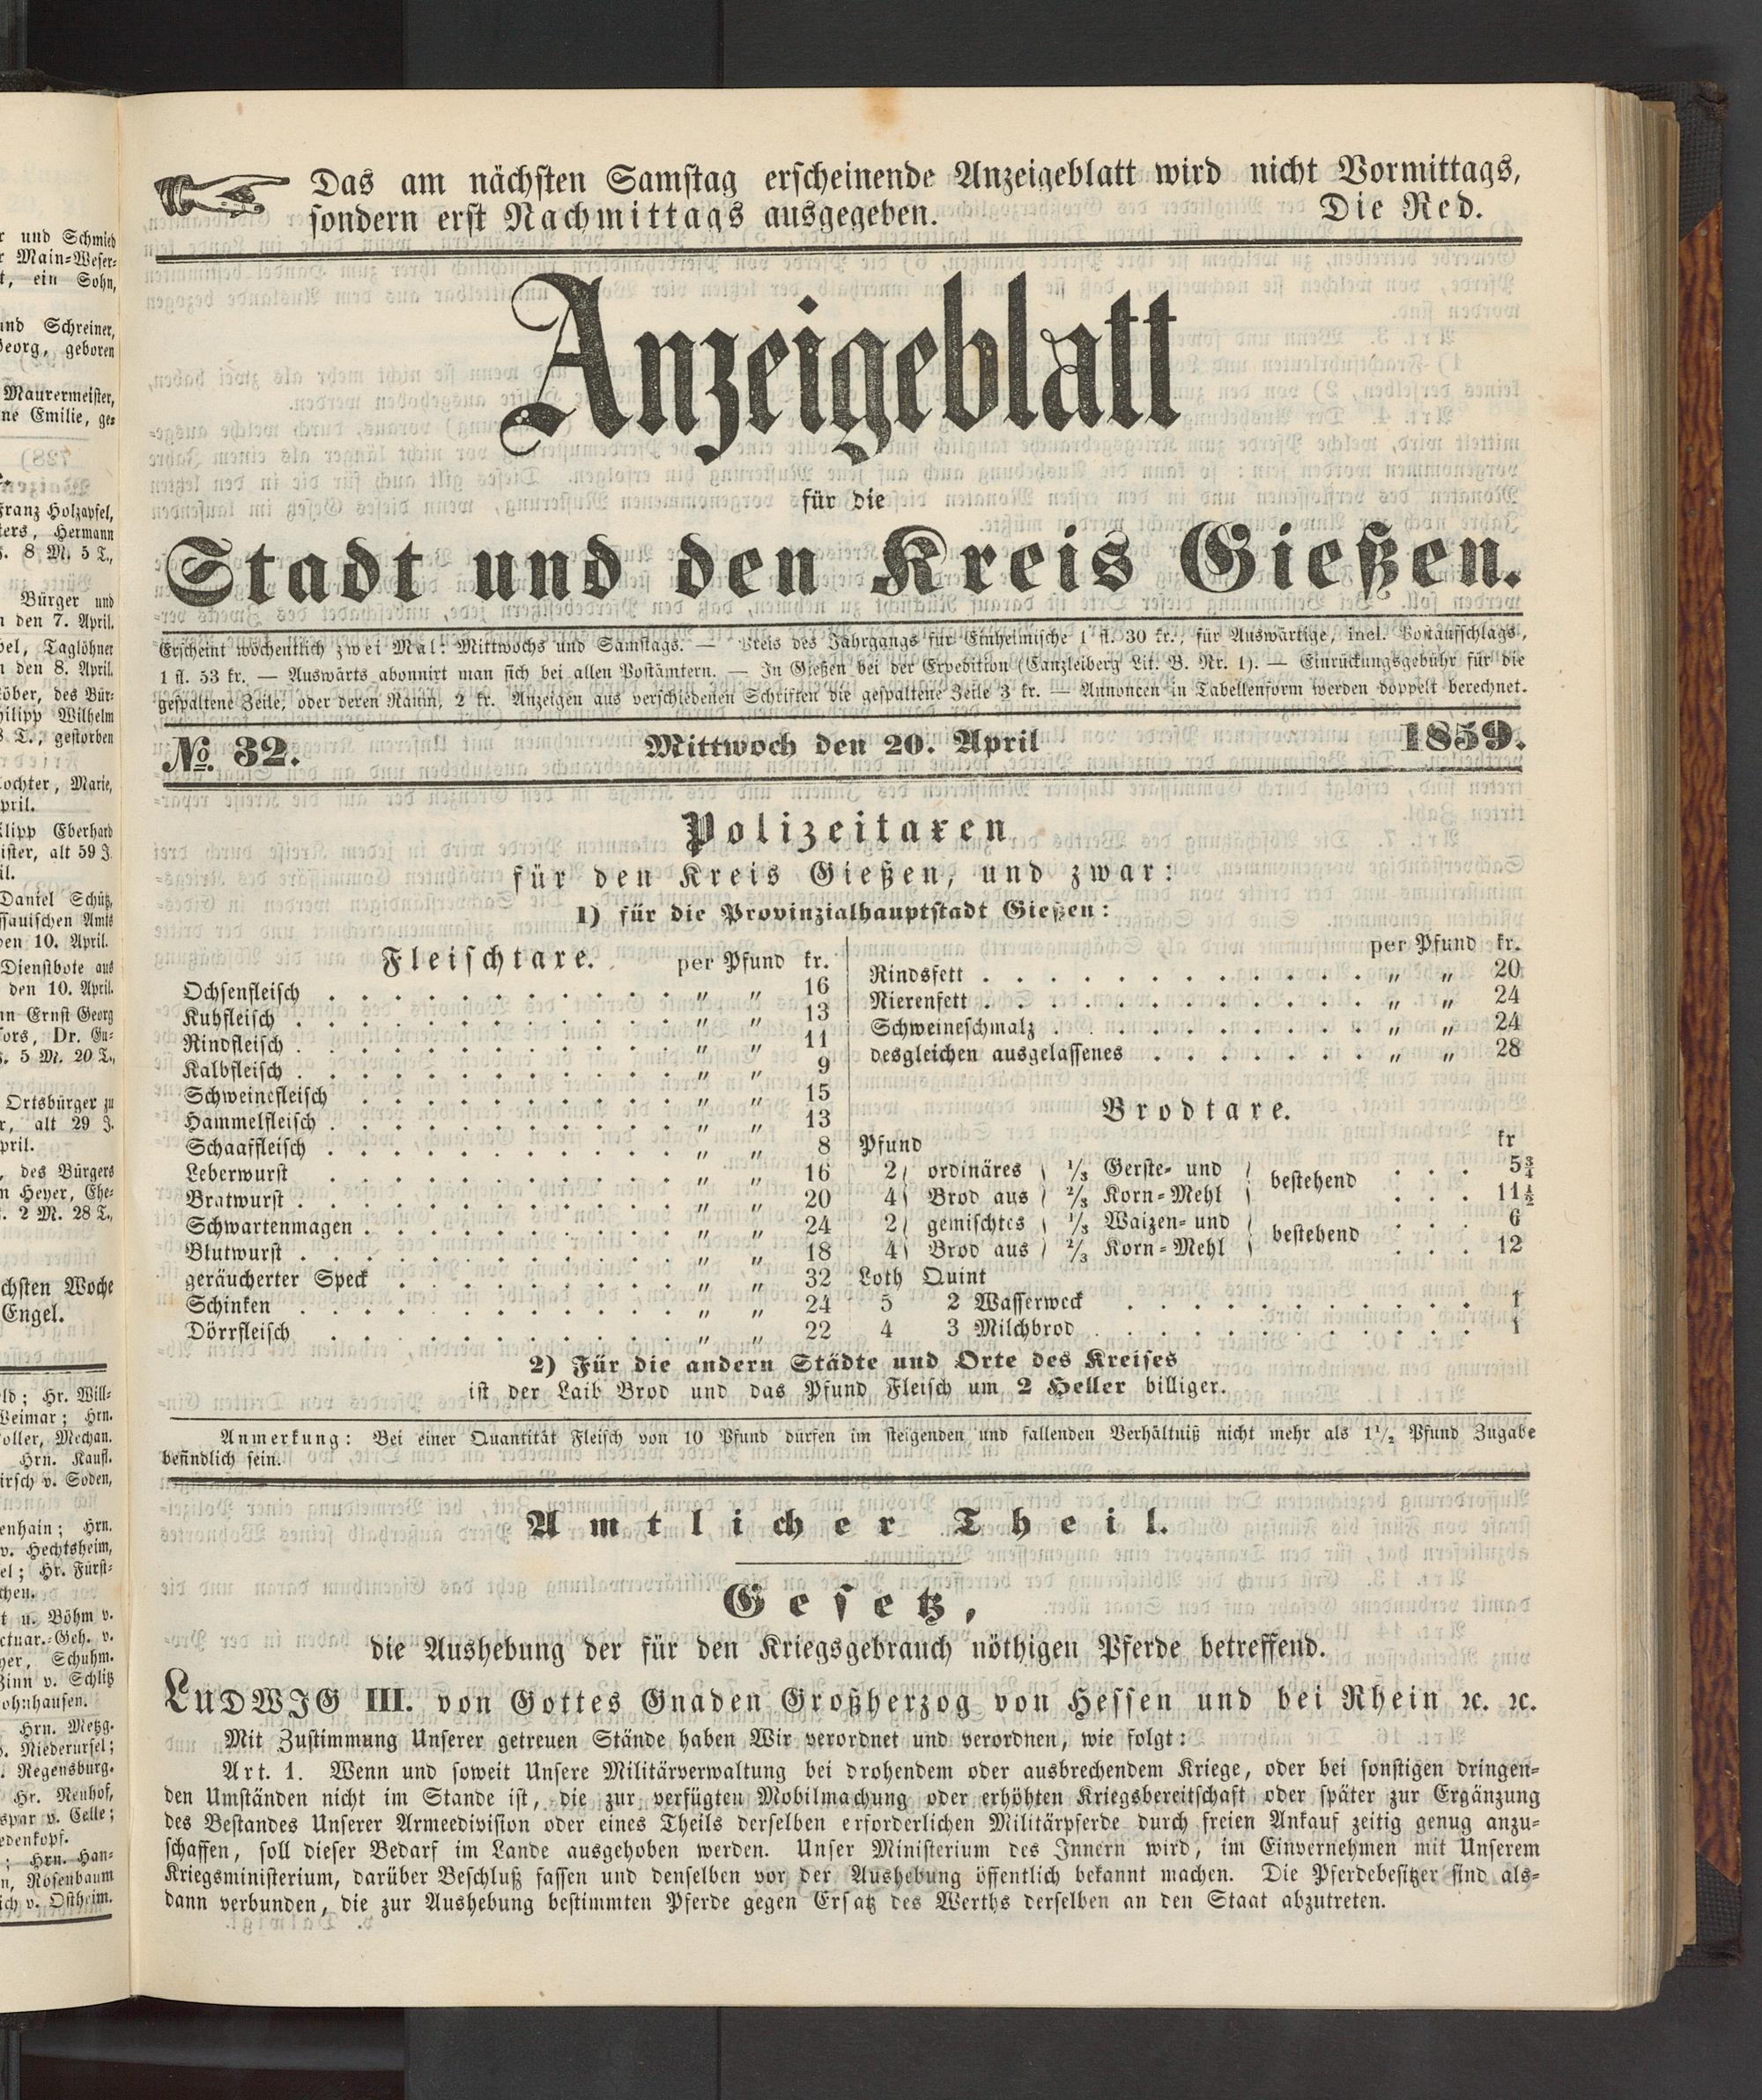 Das am nächsten Samstag erscheinende Anzeigeblatt wird nicht Vormittags,
sondern erst Nachmittags ausgegeben. Die Red.
Anzeigeblatt
für die
Stadt und den Kreis Gießen.
Erscheint wöchentlich zwei Mal: Mittwochs und Samstags. — Preis des Jahrgangs für Einheimische 1 fl. 30 kr., für Auswärtige, incl. Postaufschlags,
1 fl. 53 kr. — Auswärts abonnirt man sich bei allen Postämtern. — In Gießen bei der Expedition (Canzleiberg Lit. B. Nr. 1). — Einrückungsgebühr für die
gespaltene Zeile, oder deren Raum, 2 kr. Anzeigen aus verschiedenen Schriften die gespaltene Zeile 3 kr. — Annoncen in Tabellenform werden doppelt berechnet.
№. 32. Mittwoch den 20. April 1859.
Polizeitaxen
für den Kreis Gießen, und zwar:
1) für die Provinzialhauptstadt Gießen:
Fleischtaxe. per Pfund kr.
Ochsenfleisch . . . . . . . . . . . " " 16
Kuhfleisch . . . . . . . . . . . " " 13
Rindfleisch . . . . . . . . . . . " " 11
Kalbfleisch . . . . . . . . . . . " " 9
Schweinefleisch . . . . . . . . . . " " 15
Hammelfleisch . . . . . . . . . . . " " 13
Schaaffleisch . . . . . . . . . . . " " 8
Leberwurst . . . . . . . . . . . " " 16
Bratwurst . . . . . . . . . . . " " 20
Schwartenmagen . . . . . . . . . . " " 24
Blutwurst . . . . . . . . . . . " " 18
geräucherter Speck . . . . . . . . . " " 32
Schinken . . . . . . . . . . . " " 24
Dörrfleisch . . . . . . . . . . . " " 22
per Pfund kr.
Rindsfett . . . . . . . . . . . . " " 20
Nierenfett . . . . . . . . . . . . " " 24
Schweineschmalz . . . . . . . . . . " " 24
desgleichen ausgelassenes . . . . . . . " " 28
Brodtaxe.
Pfund kr
2 ordinäres ⅓ Gerste- und bestehend . . . 5¾
4 Brod aus ⅔ Korn-Mehl . . . 11½
2 gemischtes ⅓ Waizen- und bestehend . . . 6
4 Brod aus ⅔ Korn-Mehl . . . 12
Loth Quint
5 2 Wasserweck . . . . . . . . . . 1
4 3 Milchbrod . . . . . . . . . . 1
2) Für die andern Städte und Orte des Kreises
ist der Laib Brod und das Pfund Fleisch um 2 Heller billiger.
Anmerkung: Bei einer Quantität Fleisch von 10 Pfund dürfen im steigenden und fallenden Verhältniß nicht mehr als 1½ Pfund Zugabe
befindlich sein.
Amtlicher Theil.
Gesetz,
die Aushebung der für den Kriegsgebrauch nöthigen Pferde betreffend.
LUDWIG III. von Gottes Gnaden Großherzog von Hessen und bei Rhein ꝛc. ꝛc.
Mit Zustimmung Unserer getreuen Stände haben Wir verordnet und verordnen, wie folgt:
Art. 1. Wenn und soweit Unsere Militärverwaltung bei drohendem oder ausbrechendem Kriege, oder bei sonstigen dringen-
den Umständen nicht im Stande ist, die zur verfügten Mobilmachung oder erhöhten Kriegsbereitschaft oder später zur Ergänzung
des Bestandes Unserer Armeedivision oder eines Theils derselben erforderlichen Militärpferde durch freien Ankauf zeitig genug anzu-
schaffen, soll dieser Bedarf im Lande ausgehoben werden. Unser Ministerium des Innern wird, im Einvernehmen mit Unserem
Kriegsministerium, darüber Beschluß fassen und denselben vor der Aushebung öffentlich bekannt machen. Die Pferdebesitzer sind als-
dann verbunden, die zur Aushebung bestimmten Pferde gegen Ersatz des Werths derselben an den Staat abzutreten.